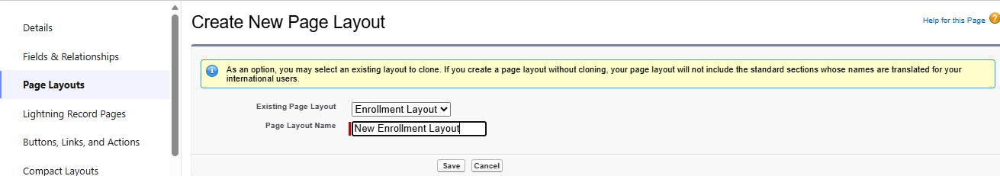 Details
Fields & Relationships
Page Layouts
Lightning Record Pages
Buttons, Links, and Actions
Compact Layouts
Create New Page Layout
Help for this Page ?
i
As an option, you may select an existing layout to clone. If you create a page layout without cloning, your page layout will not include the standard sections whose names are translated for your
international users.
Existing Page Layout Enrollment Layout
Page Layout Name New Enrollment Layout
Save Cancel